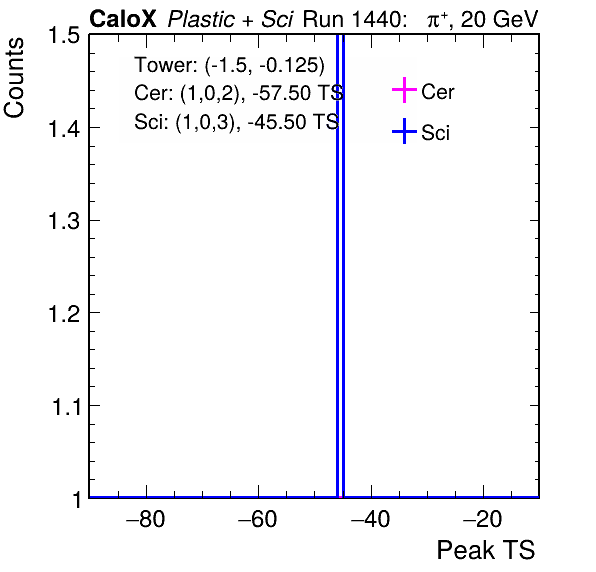 CaloX Plastic + Sci Run 1440: π⁺, 20 GeV
Counts
1.5
1.4
1.3
1.2
1.1
1
Tower: (-1.5, -0.125)
Cer: (1,0,2), -57.50 TS
Sci: (1,0,3), -45.50 TS
Cer
Sci
−80 −60 −40 −20
Peak TS